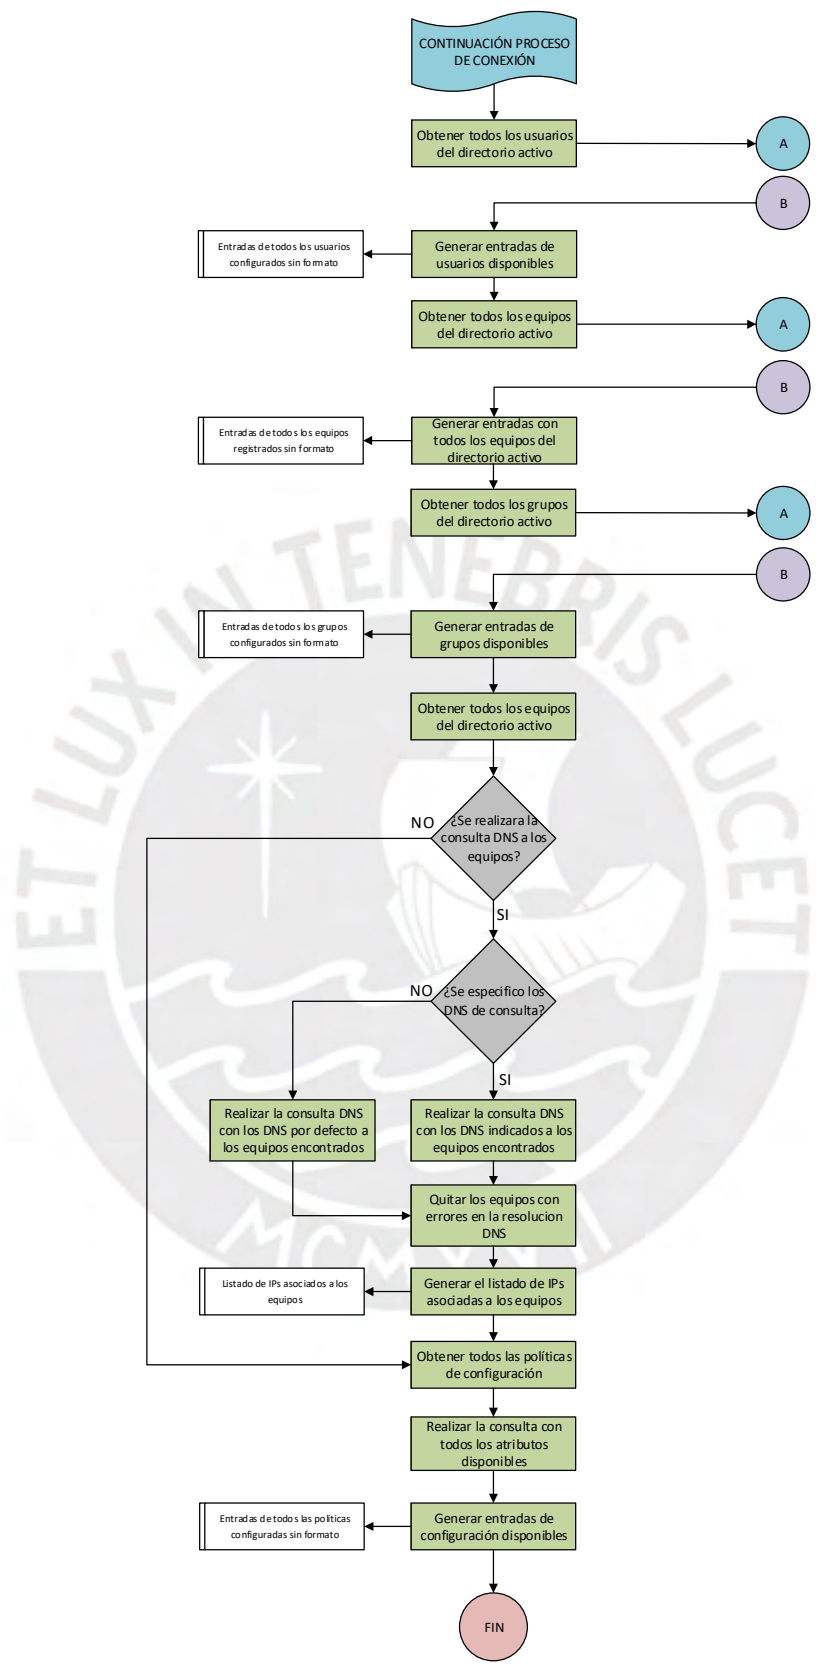 CONTINUACIÓN PROCESO
DE CONEXIÓN
Obtener todos los usuarios
del directorio activo
A
B
Entradas de todos los usuarios
configurados sin formato
Generar entradas de
usuarios disponibles
Obtener todos los equipos
del directorio activo
A
B
Entradas de todos los equipos
registrados sin formato
Generar entradas con
todos los equipos del
directorio activo
Obtener todos los grupos
del directorio activo
A
B
Entradas de todos los grupos
configurados sin formato
Generar entradas de
grupos disponibles
Obtener todos los equipos
del directorio activo
NO
¿Se realizara la
consulta DNS a los
equipos?
SI
NO
¿Se especifico los
DNS de consulta?
SI
Realizar la consulta DNS
con los DNS por defecto a
los equipos encontrados
Realizar la consulta DNS
con los DNS indicados a los
equipos encontrados
Quitar los equipos con
errores en la resolucion
DNS
Listado de IPs asociados a los
equipos
Generar el listado de IPs
asociadas a los equipos
Obtener todos las políticas
de configuración
Realizar la consulta con
todos los atributos
disponibles
Entradas de todos las políticas
configuradas sin formato
Generar entradas de
configuración disponibles
FIN
ET LUX IN TENEBRIS LUCET